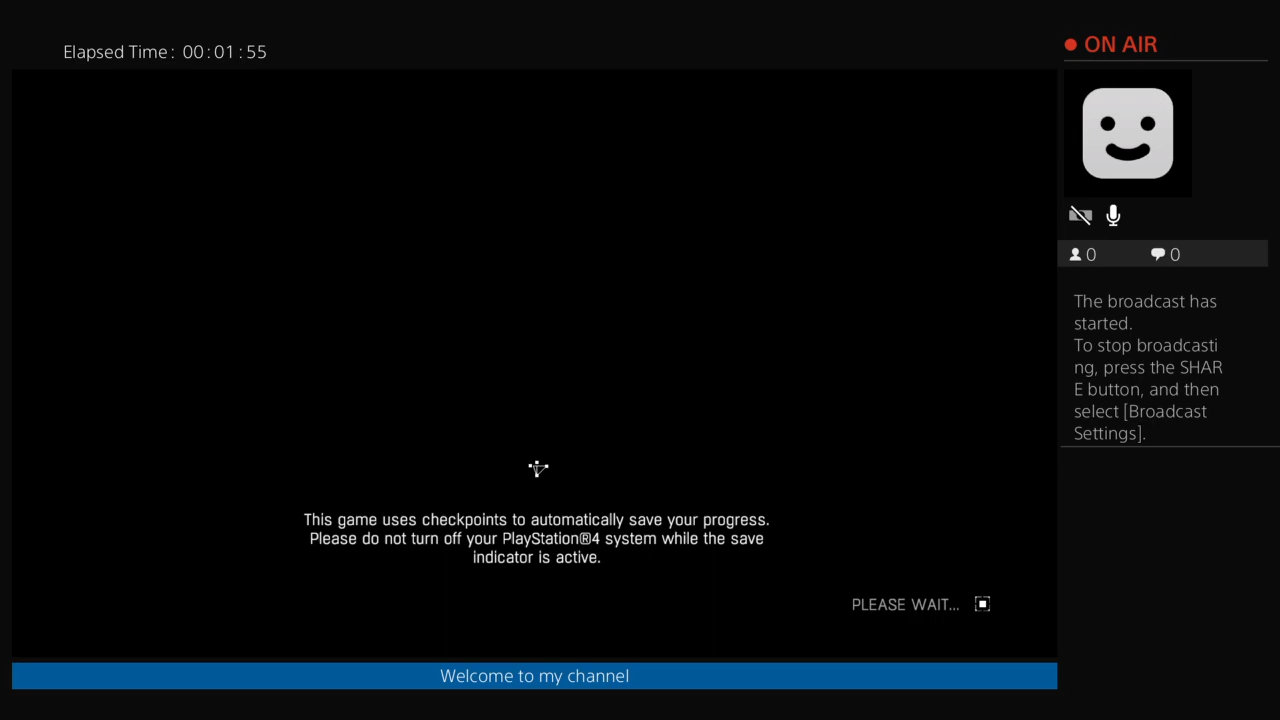 Elapsed Time: 00:01:55
ON AIR
0 0
The broadcast has
started.
To stop broadcasti
ng, press the SHAR
E button, and then
select [Broadcast
Settings].
This game uses checkpoints to automatically save your progress.
Please do not turn off your PlayStation®4 system while the save
indicator is active.
PLEASE WAIT...
Welcome to my channel